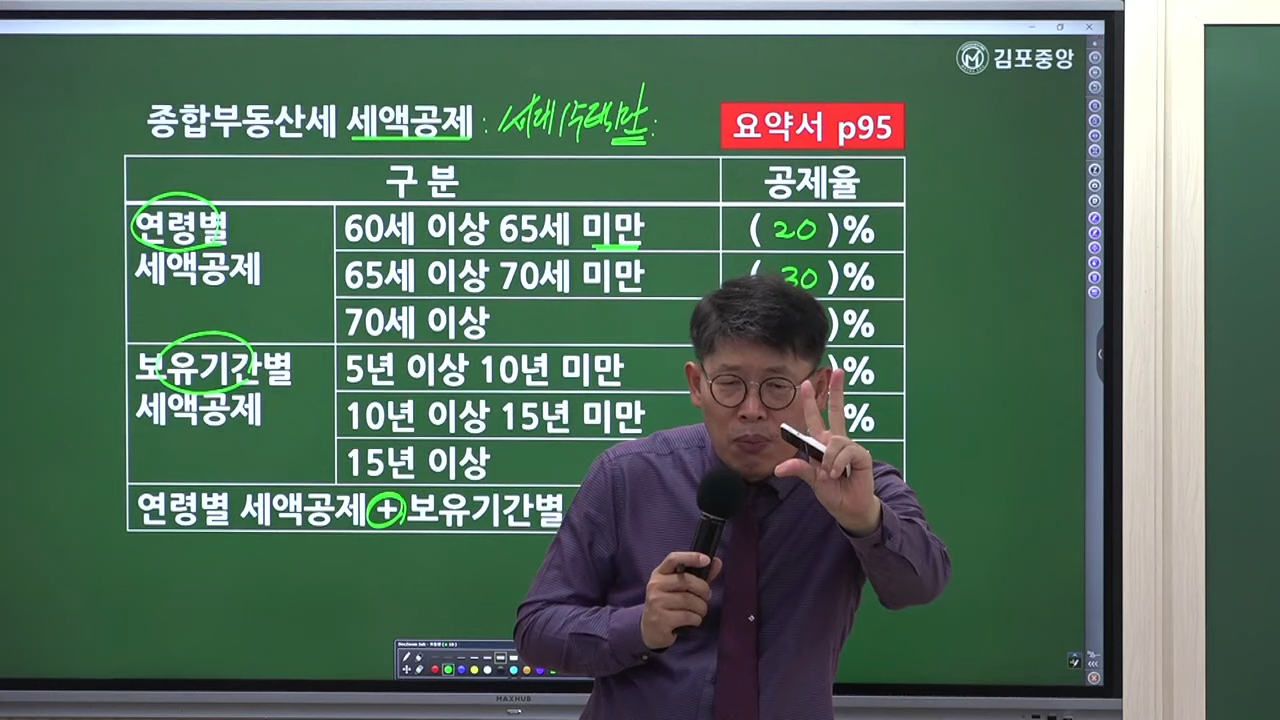 김포중앙
종합부동산세 세액공제 : 세대 1주택만 :
요약서 p95
구 분 공제율
연령별 세액공제
60세 이상 65세 미만 ( 20 )%
65세 이상 70세 미만 ( 30 )%
70세 이상 )%
보유기간별 세액공제
5년 이상 10년 미만 )%
10년 이상 15년 미만 %
15년 이상
연령별 세액공제 + 보유기간별
MAXHUB